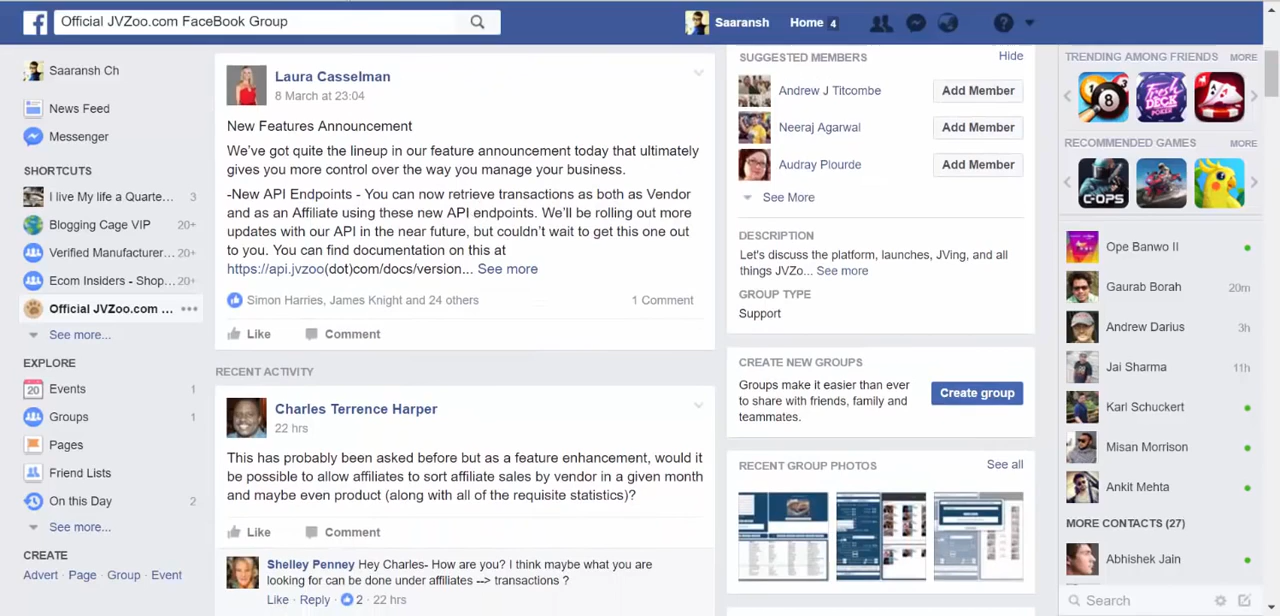 Official JVZoo.com FaceBook Group
Saaransh
Home 4
Saaransh Ch
News Feed
Messenger
SHORTCUTS
I live My life a Quarte... 3
Blogging Cage VIP 20+
Verified Manufacturer... 20+
Ecom Insiders - Shop... 20+
Official JVZoo.com ...
See more...
EXPLORE
20 Events 1
Groups 1
Pages
Friend Lists
On this Day 2
See more...
CREATE
Advert · Page · Group · Event
Laura Casselman
8 March at 23:04
New Features Announcement
We've got quite the lineup in our feature announcement today that ultimately
gives you more control over the way you manage your business.
-New API Endpoints - You can now retrieve transactions as both as Vendor
and as an Affiliate using these new API endpoints. We'll be rolling out more
updates with our API in the near future, but couldn't wait to get this one out
to you. You can find documentation on this at
https://api.jvzoo(dot)com/docs/version... See more
Simon Harries, James Knight and 24 others 1 Comment
Like Comment
RECENT ACTIVITY
Charles Terrence Harper
22 hrs
This has probably been asked before but as a feature enhancement, would it
be possible to allow affiliates to sort affiliate sales by vendor in a given month
and maybe even product (along with all of the requisite statistics)?
Like Comment
Shelley Penney Hey Charles- How are you? I think maybe what you are
looking for can be done under affiliates --> transactions ?
Like · Reply · 2 · 22 hrs
SUGGESTED MEMBERS Hide
Andrew J Titcombe Add Member
Neeraj Agarwal Add Member
Audray Plourde Add Member
See More
DESCRIPTION
Let's discuss the platform, launches, JVing, and all
things JVZo... See more
GROUP TYPE
Support
CREATE NEW GROUPS
Groups make it easier than ever
to share with friends, family and
teammates.
Create group
RECENT GROUP PHOTOS See all
TRENDING AMONG FRIENDS MORE
8
FRESH
DECK
POKER
RECOMMENDED GAMES MORE
C-OPS
Ope Banwo II
Gaurab Borah 20m
Andrew Darius 3h
Jai Sharma 11h
Karl Schuckert
Misan Morrison
Ankit Mehta
MORE CONTACTS (27)
Abhishek Jain
Search